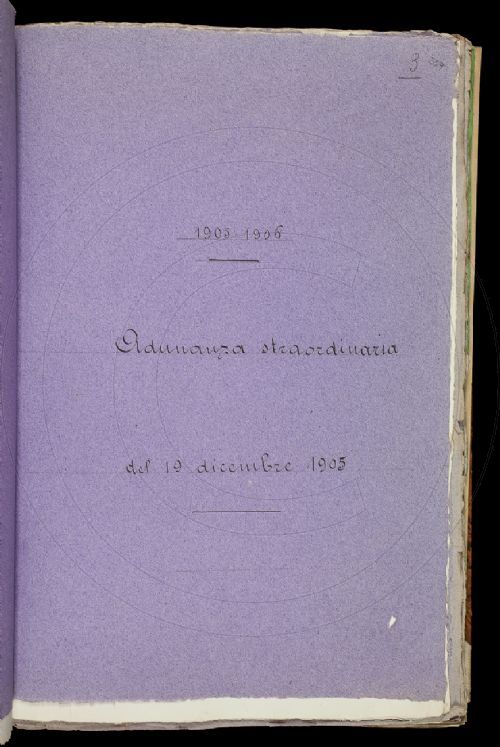 3
1905-1906
Adunanza straordinaria
del 19 dicembre 1905